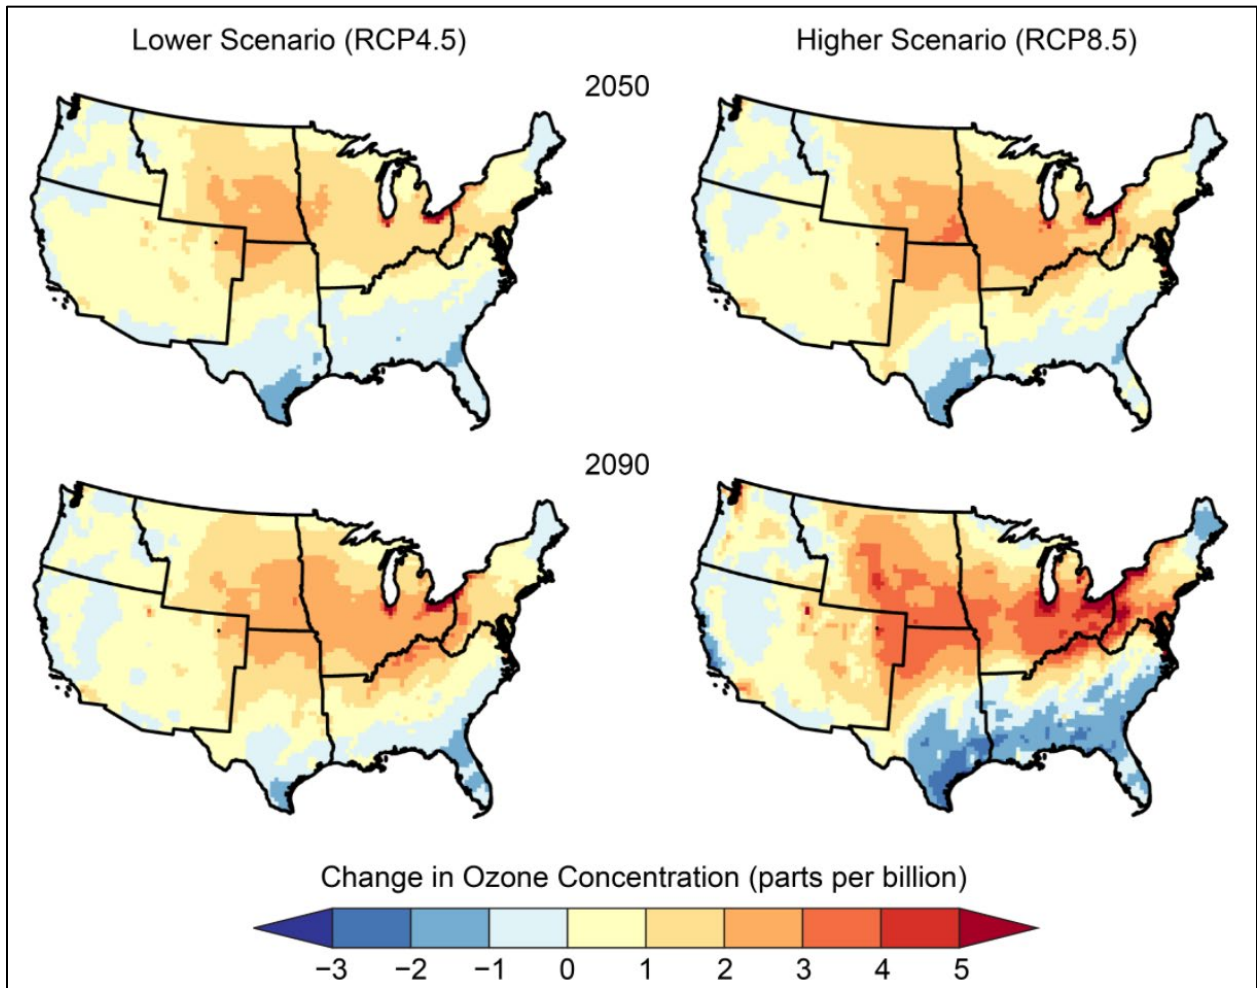 Lower Scenario (RCP4.5)
Higher Scenario (RCP8.5)
2050
2090
Change in Ozone Concentration (parts per billion)
−3 −2 −1 0 1 2 3 4 5